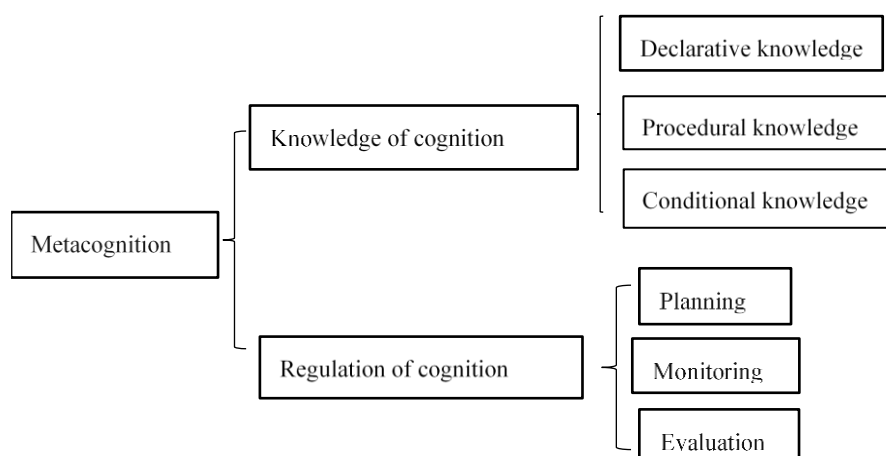 Declarative knowledge
Knowledge of cognition
Procedural knowledge
Conditional knowledge
Metacognition
Planning
Regulation of cognition
Monitoring
Evaluation